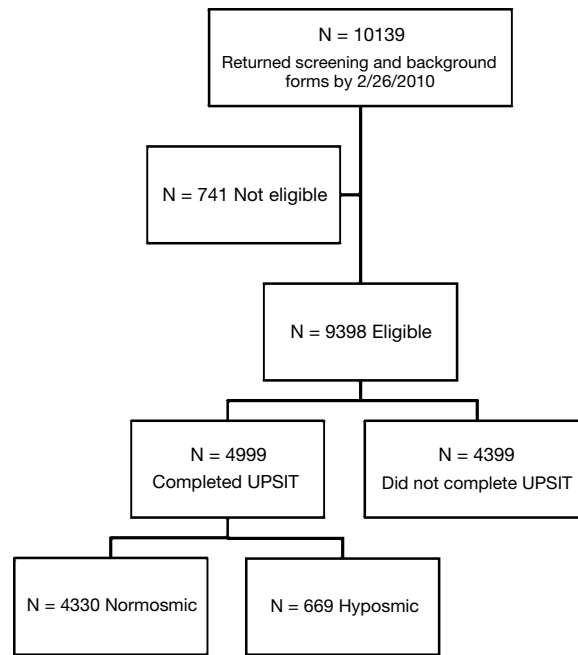 N = 10139
Returned screening and background
forms by 2/26/2010
N = 741 Not eligible
N = 9398 Eligible
N = 4999
Completed UPSIT
N = 4399
Did not complete UPSIT
N = 4330 Normosmic
N = 669 Hyposmic